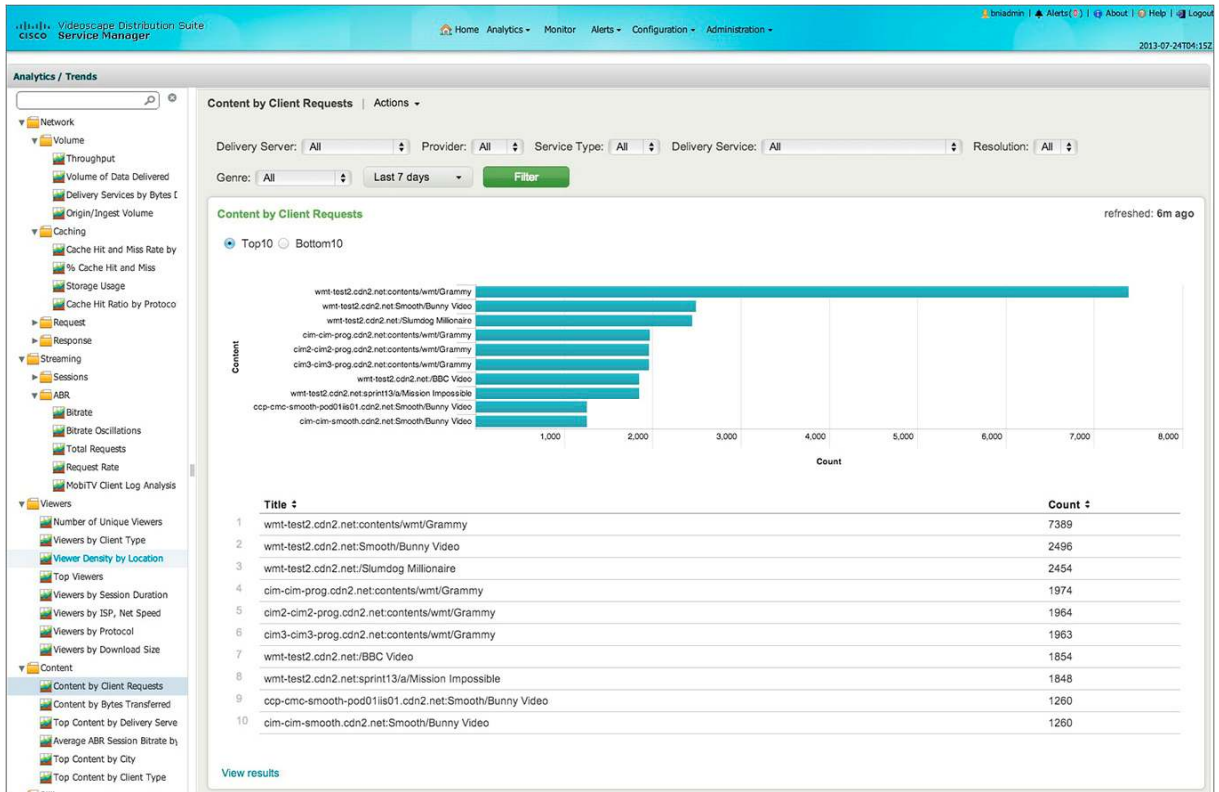 cisco Videoscape Distribution Suite
Service Manager
Home Analytics Monitor Alerts Configuration Administration
bniadmin | Alerts(0) | About | Help | Logout
2013-07-24T04:15Z
Analytics / Trends
Network
Volume
Throughput
Volume of Data Delivered
Delivery Services by Bytes D
Origin/Ingest Volume
Caching
Cache Hit and Miss Rate by
% Cache Hit and Miss
Storage Usage
Cache Hit Ratio by Protoco
Request
Response
Streaming
Sessions
ABR
Bitrate
Bitrate Oscillations
Total Requests
Request Rate
MobiTV Client Log Analysis
Viewers
Number of Unique Viewers
Viewers by Client Type
Viewer Density by Location
Top Viewers
Viewers by Session Duration
Viewers by ISP, Net Speed
Viewers by Protocol
Viewers by Download Size
Content
Content by Client Requests
Content by Bytes Transferred
Top Content by Delivery Serve
Average ABR Session Bitrate by
Top Content by City
Top Content by Client Type
Content by Client Requests | Actions
Delivery Server: All Provider: All Service Type: All Delivery Service: All Resolution: All
Genre: All Last 7 days Filter
Content by Client Requests refreshed: 6m ago
Top10 Bottom10
Content
wmt-test2.cdn2.net:contents/wmt/Grammy
wmt-test2.cdn2.net:Smooth/Bunny Video
wmt-test2.cdn2.net:/Slumdog Millionaire
cim-cim-prog.cdn2.net:contents/wmt/Grammy
cim2-cim2-prog.cdn2.net:contents/wmt/Grammy
cim3-cim3-prog.cdn2.net:contents/wmt/Grammy
wmt-test2.cdn2.net:/BBC Video
wmt-test2.cdn2.net:sprint13/a/Mission Impossible
ccp-cmc-smooth-pod01iis01.cdn2.net:Smooth/Bunny Video
cim-cim-smooth.cdn2.net:Smooth/Bunny Video
1,000 2,000 3,000 4,000 5,000 6,000 7,000 8,000
Count
Title Count
1 wmt-test2.cdn2.net:contents/wmt/Grammy 7389
2 wmt-test2.cdn2.net:Smooth/Bunny Video 2496
3 wmt-test2.cdn2.net:/Slumdog Millionaire 2454
4 cim-cim-prog.cdn2.net:contents/wmt/Grammy 1974
5 cim2-cim2-prog.cdn2.net:contents/wmt/Grammy 1964
6 cim3-cim3-prog.cdn2.net:contents/wmt/Grammy 1963
7 wmt-test2.cdn2.net:/BBC Video 1854
8 wmt-test2.cdn2.net:sprint13/a/Mission Impossible 1848
9 ccp-cmc-smooth-pod01iis01.cdn2.net:Smooth/Bunny Video 1260
10 cim-cim-smooth.cdn2.net:Smooth/Bunny Video 1260
View results